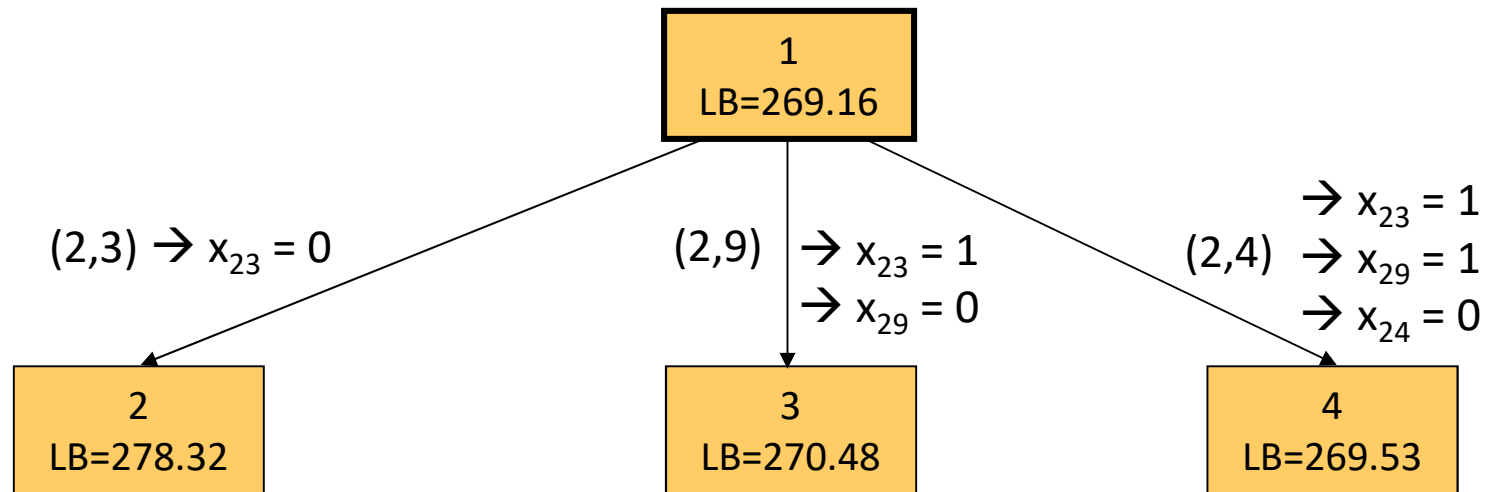 1
LB=269.16
(2,3) → x₂₃ = 0
(2,9) → x₂₃ = 1
→ x₂₉ = 0
→ x₂₃ = 1
(2,4) → x₂₉ = 1
→ x₂₄ = 0
2
LB=278.32
3
LB=270.48
4
LB=269.53